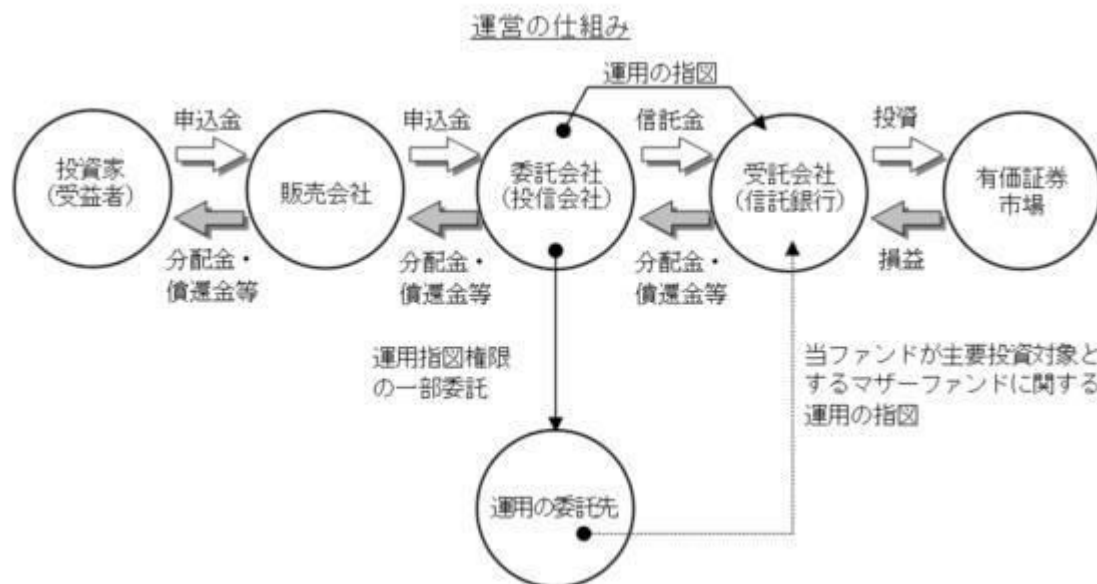 運営の仕組み
運用の指図
申込金
申込金
信託金
投資
投資家
(受益者)
販売会社
委託会社
(投信会社)
受託会社
(信託銀行)
有価証券
市場
分配金・
償還金等
分配金・
償還金等
分配金・
償還金等
損益
運用指図権限
の一部委託
当ファンドが主要投資対象と
するマザーファンドに関する
運用の指図
運用の委託先